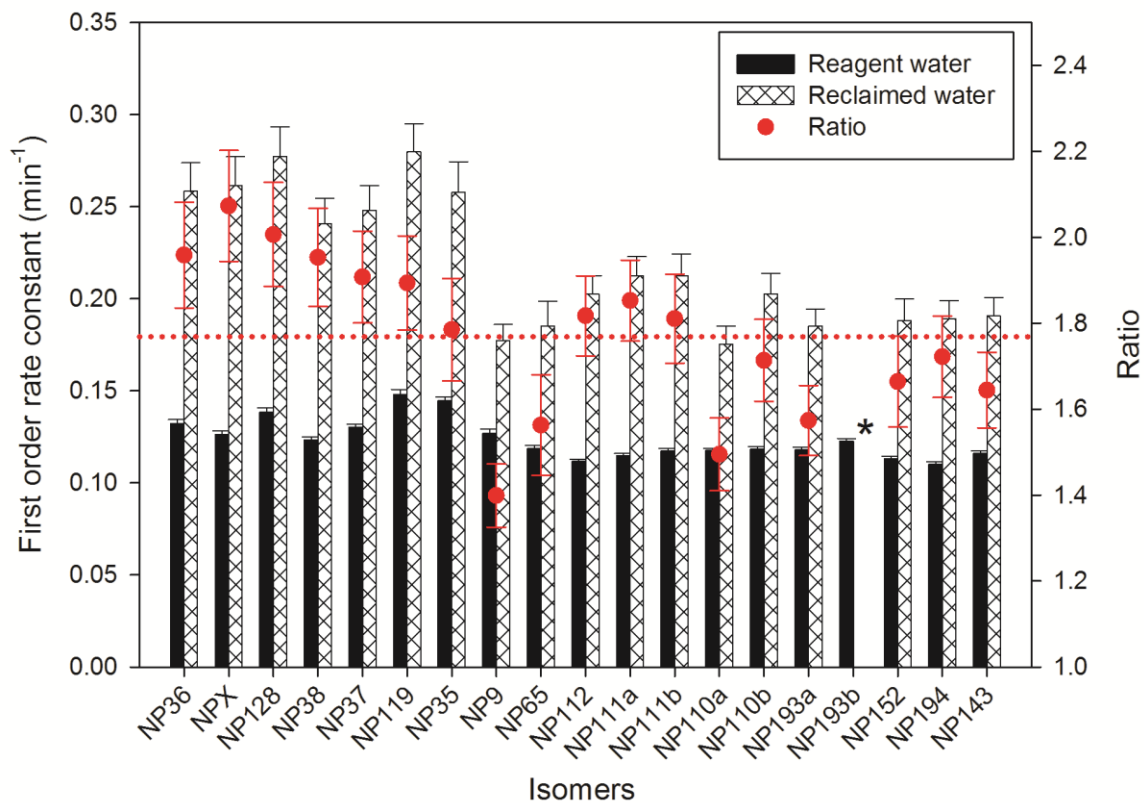 0.35
0.30
0.25
0.20
0.15
0.10
0.05
0.00
First order rate constant (min⁻¹)
Reagent water
Reclaimed water
Ratio
*
2.4
2.2
2.0
1.8
1.6
1.4
1.2
1.0
Ratio
NP36
NPX
NP128
NP38
NP37
NP119
NP35
NP9
NP65
NP112
NP111a
NP111b
NP110a
NP110b
NP193a
NP193b
NP152
NP194
NP143
Isomers